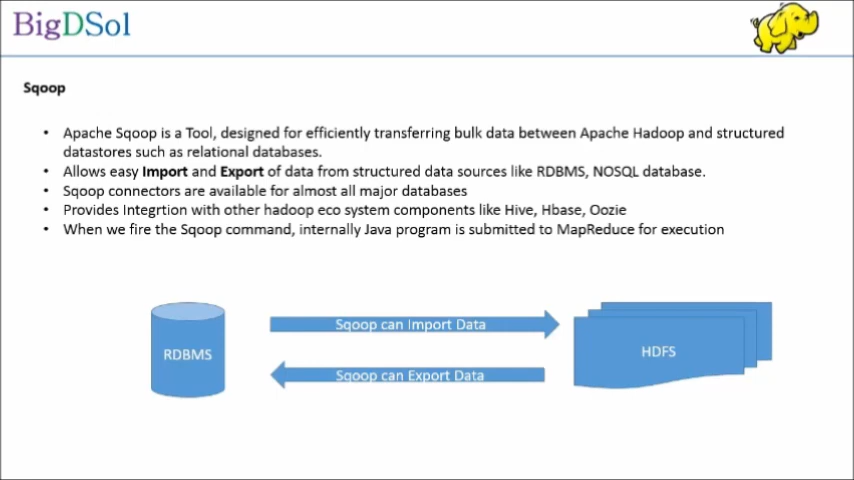 BigDSol
Sqoop
• Apache Sqoop is a Tool, designed for efficiently transferring bulk data between Apache Hadoop and structured
datastores such as relational databases.
• Allows easy Import and Export of data from structured data sources like RDBMS, NOSQL database.
• Sqoop connectors are available for almost all major databases
• Provides Integrtion with other hadoop eco system components like Hive, Hbase, Oozie
• When we fire the Sqoop command, internally Java program is submitted to MapReduce for execution
Sqoop can Import Data
RDBMS
HDFS
Sqoop can Export Data